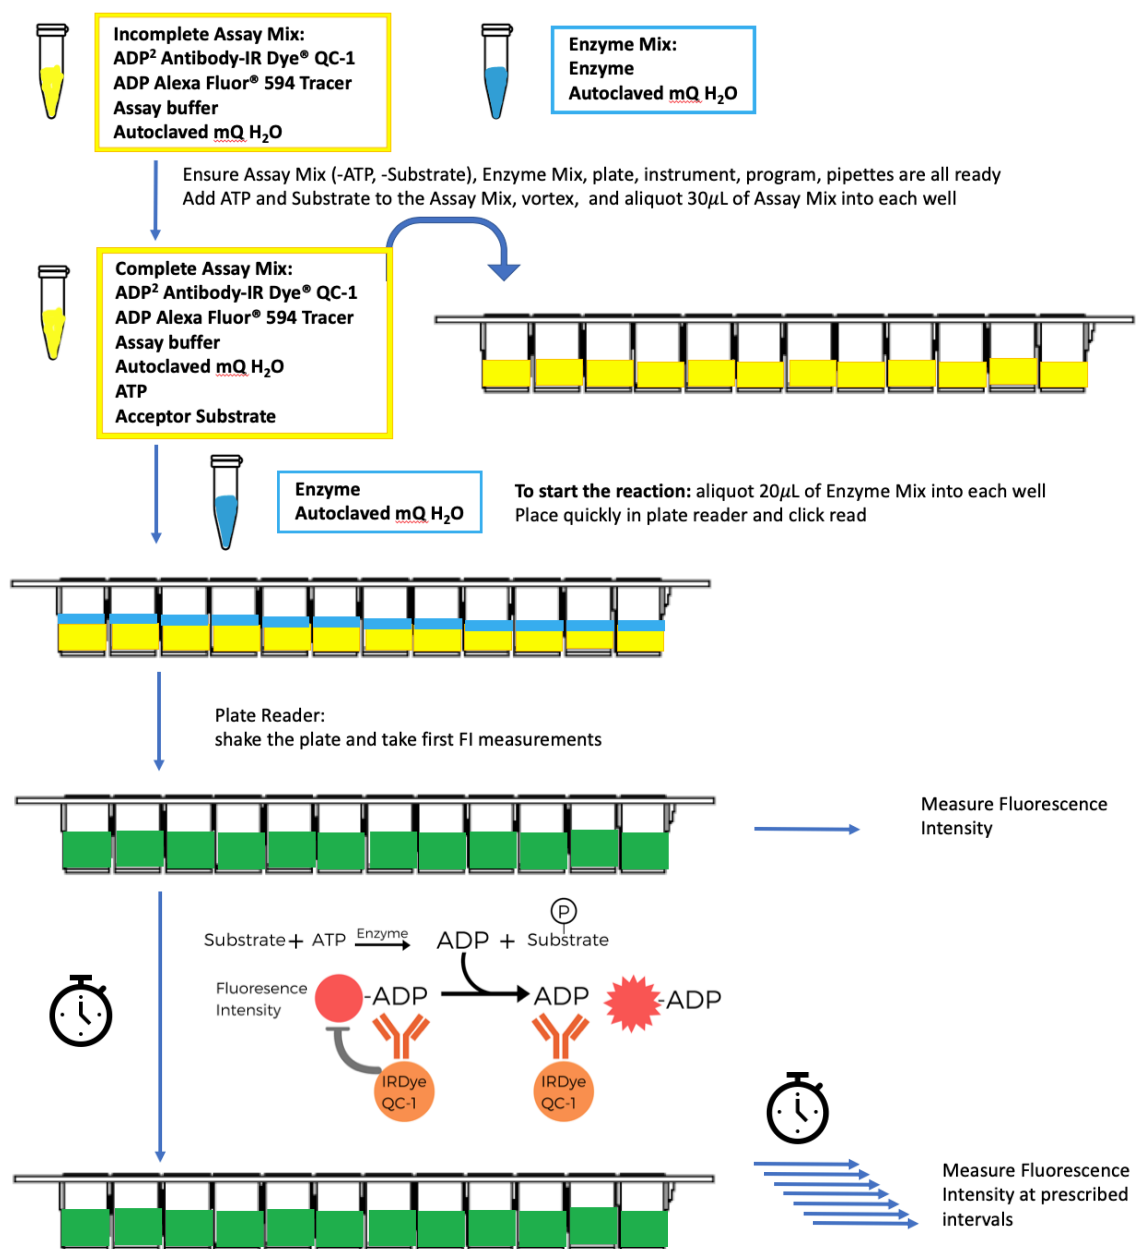 Incomplete Assay Mix:
ADP² Antibody-IR Dye® QC-1
ADP Alexa Fluor® 594 Tracer
Assay buffer
Autoclaved mQ H₂O
Enzyme Mix:
Enzyme
Autoclaved mQ H₂O
Ensure Assay Mix (-ATP, -Substrate), Enzyme Mix, plate, instrument, program, pipettes are all ready
Add ATP and Substrate to the Assay Mix, vortex,  and aliquot 30μL of Assay Mix into each well
Complete Assay Mix:
ADP² Antibody-IR Dye® QC-1
ADP Alexa Fluor® 594 Tracer
Assay buffer
Autoclaved mQ H₂O
ATP
Acceptor Substrate
Enzyme
Autoclaved mQ H₂O
To start the reaction: aliquot 20μL of Enzyme Mix into each well
Place quickly in plate reader and click read
Plate Reader:
shake the plate and take first FI measurements
Measure Fluorescence
Intensity
P
Substrate + ATP Enzyme ADP + Substrate
Fluoresence
Intensity
-ADP ADP -ADP
IRDye
QC-1
IRDye
QC-1
Measure Fluorescence
Intensity at prescribed
intervals